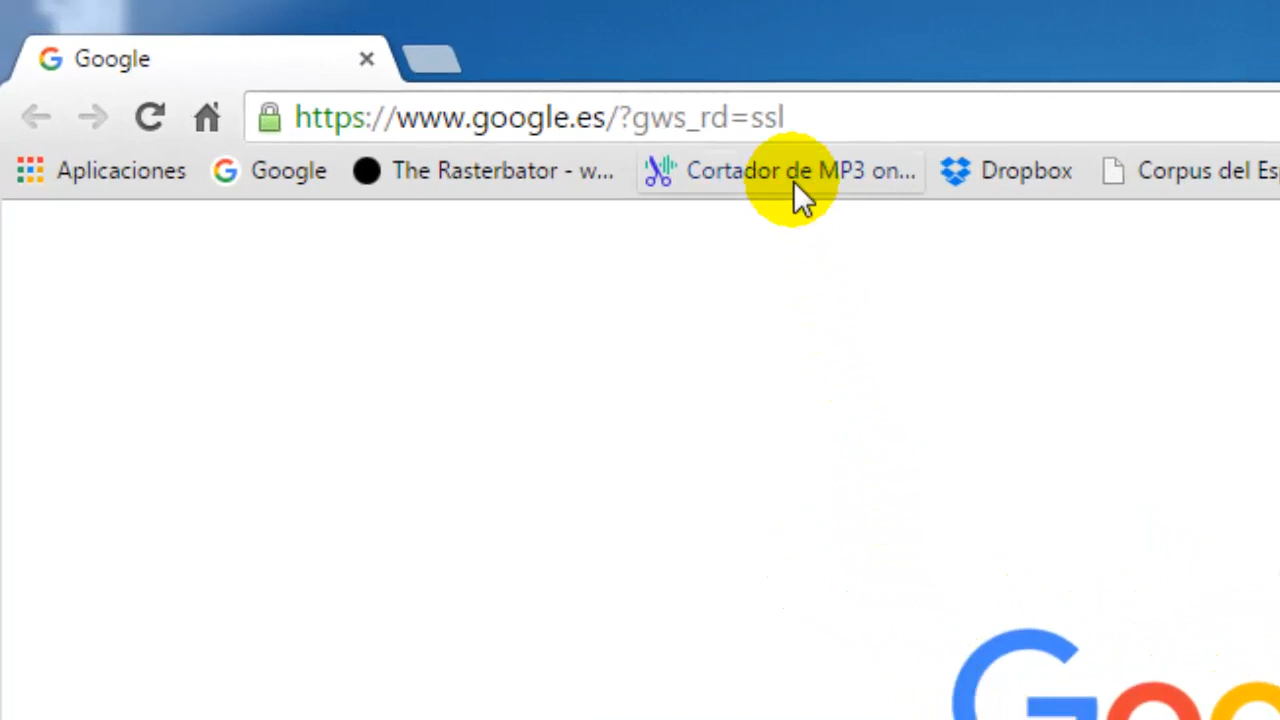 Google
https://www.google.es/?gws_rd=ssl
Aplicaciones Google The Rasterbator - w... Cortador de MP3 on... Dropbox Corpus del Es
Goo